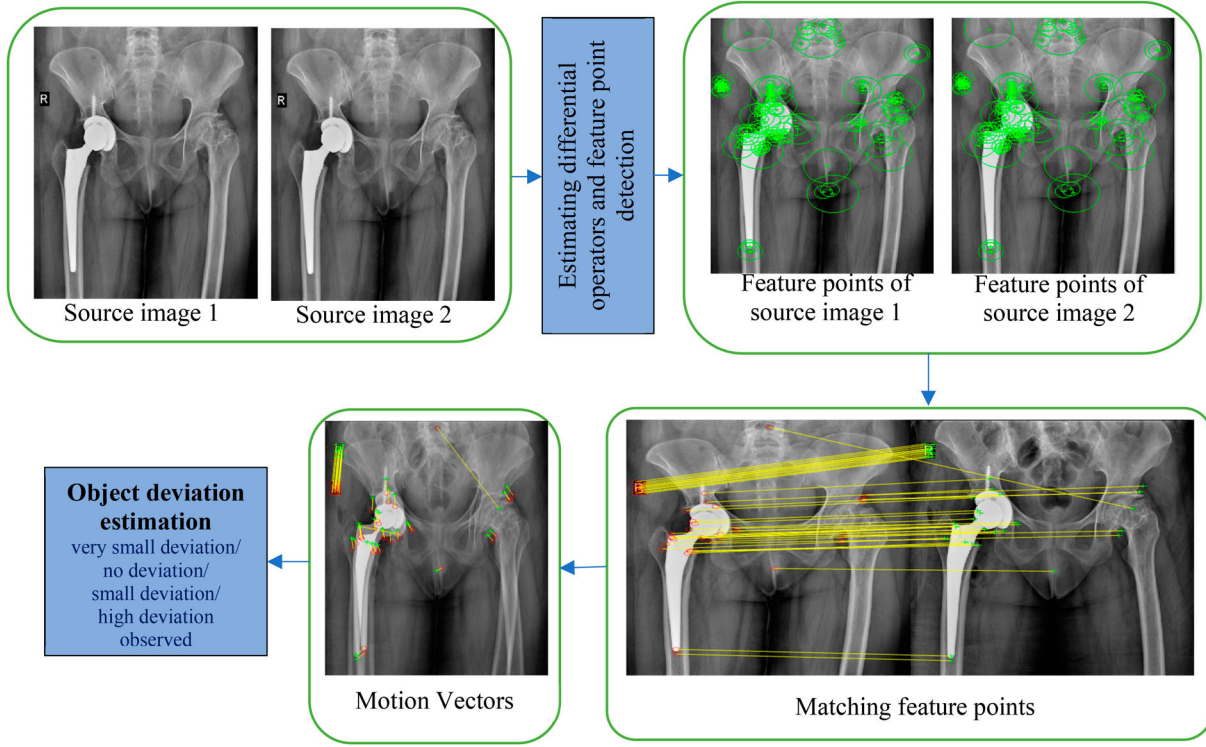 R
R
Source image 1
Source image 2
Estimating differential
operators and feature point
detection
Feature points of
source image 1
Feature points of
source image 2
Object deviation
estimation
very small deviation/
no deviation/
small deviation/
high deviation
observed
Motion Vectors
R
R
Matching feature points